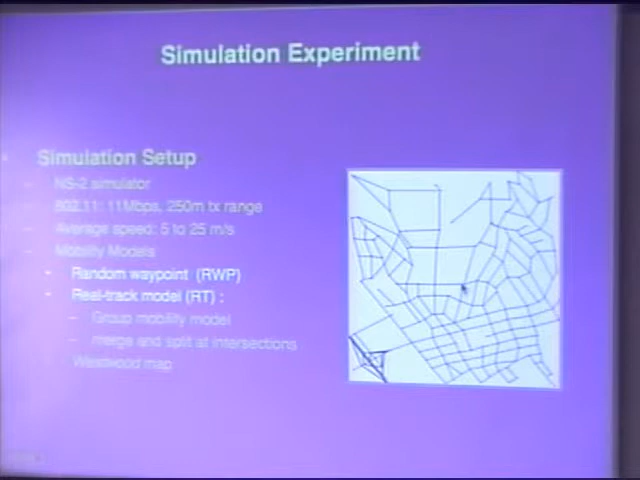 Simulation Experiment
Simulation Setup
– NS-2 simulator
– 802.11: 11Mbps, 250m tx range
– Average speed: 5 to 25 m/s
– Mobility Models
• Random waypoint (RWP)
• Real-track model (RT) :
– Group mobility model
– merge and split at intersections
Westwood map